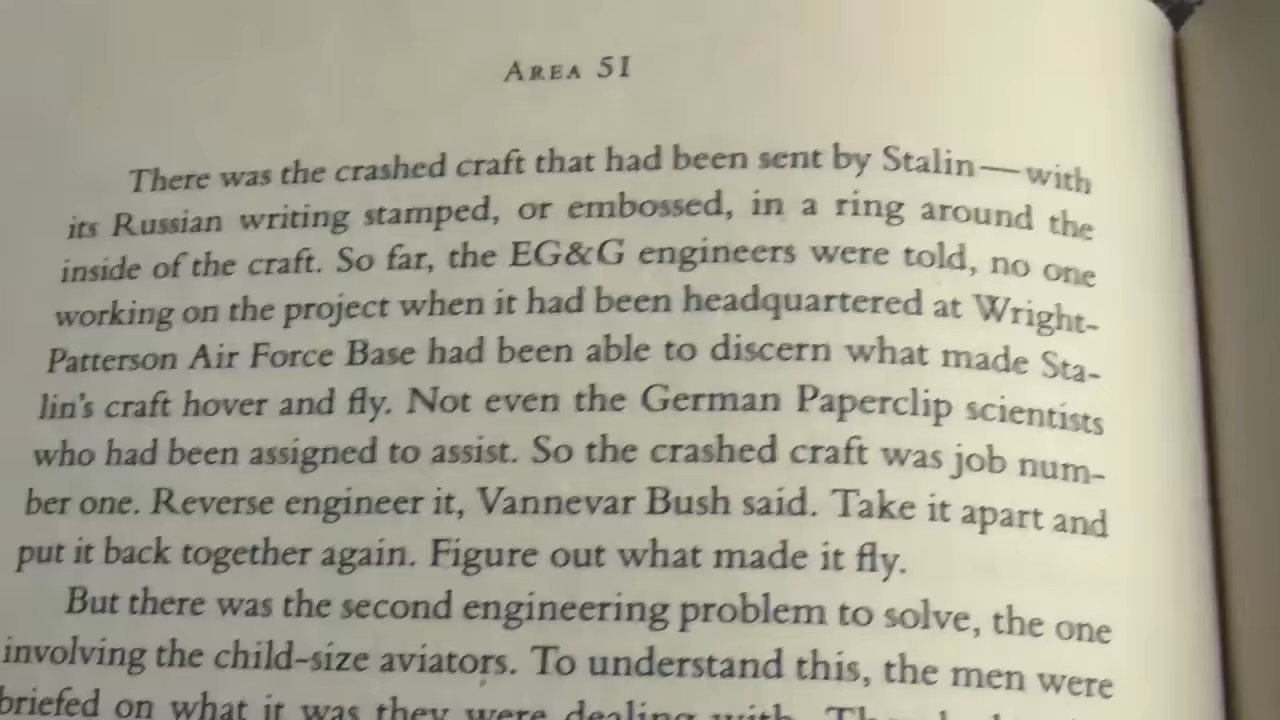 AREA 51
There was the crashed craft that had been sent by Stalin—with
its Russian writing stamped, or embossed, in a ring around the
inside of the craft. So far, the EG&G engineers were told, no one
working on the project when it had been headquartered at Wright-
Patterson Air Force Base had been able to discern what made Sta-
lin's craft hover and fly. Not even the German Paperclip scientists
who had been assigned to assist. So the crashed craft was job num-
ber one. Reverse engineer it, Vannevar Bush said. Take it apart and
put it back together again. Figure out what made it fly.
But there was the second engineering problem to solve, the one
involving the child-size aviators. To understand this, the men were
briefed on what it was they were dealing with.